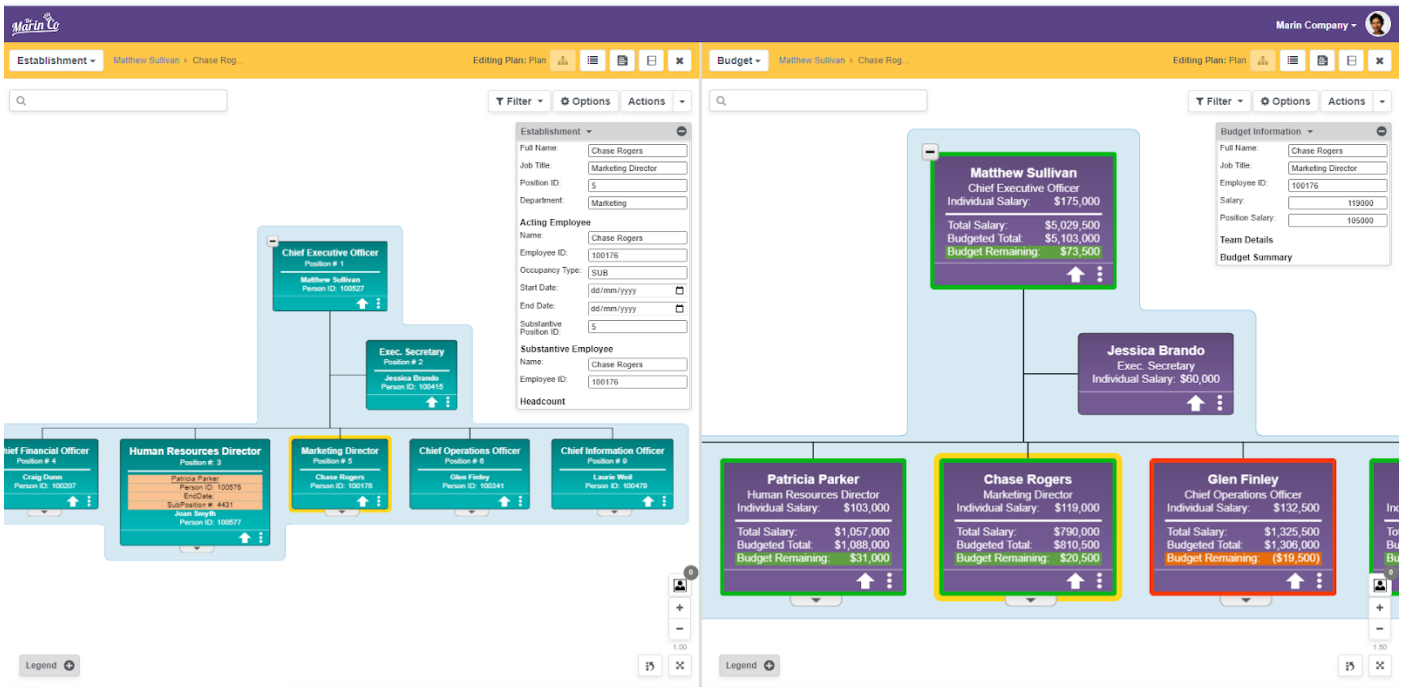 The
Marin Co
Marin Company
Establishment
Matthew Sullivan › Chase Rog...
Editing Plan: Plan
Filter
Options
Actions
Establishment
Full Name:
Chase Rogers
Job Title:
Marketing Director
Position ID:
5
Department:
Marketing
Acting Employee
Name:
Chase Rogers
Employee ID:
100176
Occupancy Type:
SUB
Start Date:
dd/mm/yyyy
End Date:
dd/mm/yyyy
Substantive
Position ID:
5
Substantive Employee
Name:
Chase Rogers
Employee ID:
100176
Headcount
Chief Executive Officer
Position # 1
Matthew Sullivan
Person ID: 100527
Exec. Secretary
Position # 2
Jessica Brando
Person ID: 100415
hief Financial Officer
Position # 4
Craig Dunn
Person ID: 100207
Human Resources Director
Position #: 3
Patricia Parker
Person ID: 100576
EndDate:
SubPosition #: 4431
Joan Smyth
Person ID: 100577
Marketing Director
Position # 5
Chase Rogers
Person ID: 100176
Chief Operations Officer
Position # 6
Glen Finley
Person ID: 100341
Chief Information Officer
Position # 9
Laurie Weil
Person ID: 100479
0
+
−
1.00
Legend
Budget
Matthew Sullivan › Chase Rog...
Editing Plan: Plan
Filter
Options
Actions
Budget Information
Full Name:
Chase Rogers
Job Title:
Marketing Director
Employee ID:
100176
Salary:
119000
Position Salary:
105000
Team Details
Budget Summary
Matthew Sullivan
Chief Executive Officer
Individual Salary: $175,000
Total Salary: $5,029,500
Budgeted Total: $5,103,000
Budget Remaining: $73,500
Jessica Brando
Exec. Secretary
Individual Salary: $60,000
Patricia Parker
Human Resources Director
Individual Salary: $103,000
Total Salary: $1,057,000
Budgeted Total: $1,088,000
Budget Remaining: $31,000
Chase Rogers
Marketing Director
Individual Salary: $119,000
Total Salary: $790,000
Budgeted Total: $810,500
Budget Remaining: $20,500
Glen Finley
Chief Operations Officer
Individual Salary: $132,500
Total Salary: $1,325,500
Budgeted Total: $1,306,000
Budget Remaining: ($19,500)
Inc
To
Bu
Bu
0
+
−
1.50
Legend